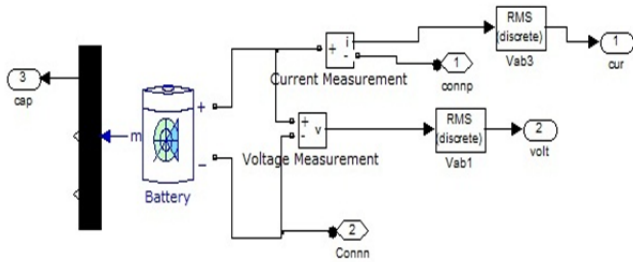 RMS
(discrete)
Vab3
1
cur
+ i
-
Current Measurement
1
connp
3
cap
m
+
-
Battery
+
-
v
Voltage Measurement
RMS
(discrete)
Vab1
2
volt
2
Connn